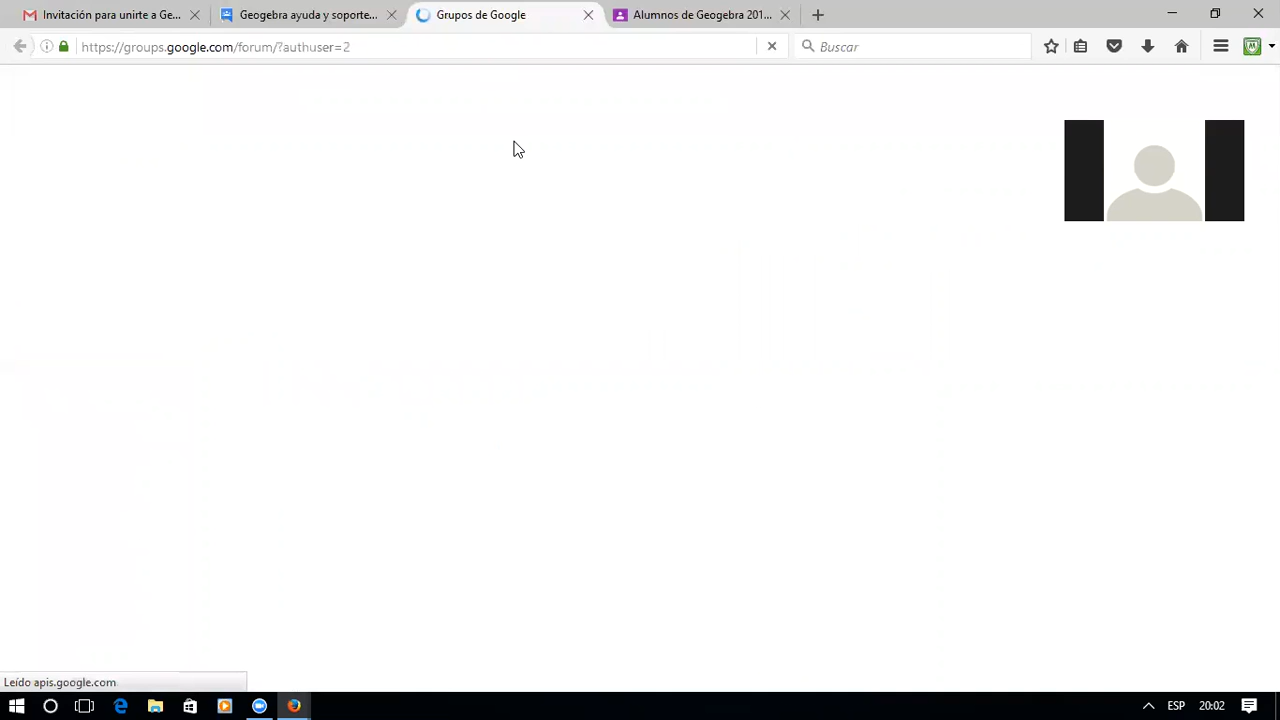 Invitación para unirte a Ge...
Geogebra ayuda y soporte...
Grupos de Google
Alumnos de Geogebra 201...
https://groups.google.com/forum/?authuser=2
Buscar
Leído apis.google.com
ESP
20:02